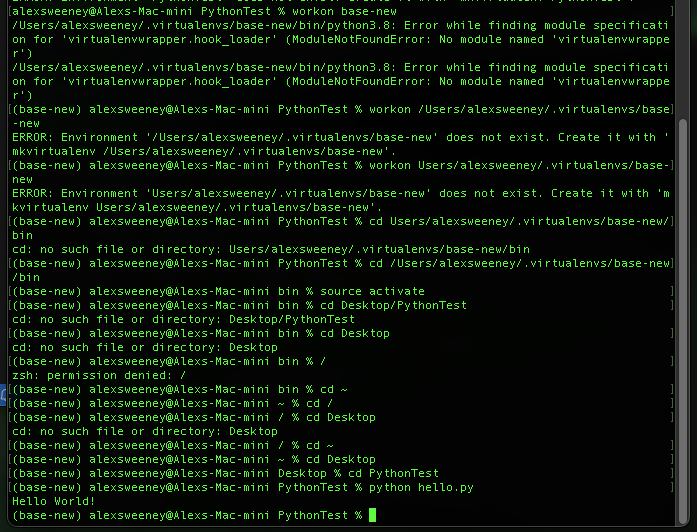 alexsweeney@Alexs-Mac-mini PythonTest % workon base-new
/Users/alexsweeney/.virtualenvs/base-new/bin/python3.8: Error while finding module specificati
on for 'virtualenvwrapper.hook_loader' (ModuleNotFoundError: No module named 'virtualenvwrappe
r')
/Users/alexsweeney/.virtualenvs/base-new/bin/python3.8: Error while finding module specificati
on for 'virtualenvwrapper.hook_loader' (ModuleNotFoundError: No module named 'virtualenvwrappe
r')
[(base-new) alexsweeney@Alexs-Mac-mini PythonTest % workon /Users/alexsweeney/.virtualenvs/base]
-new
ERROR: Environment '/Users/alexsweeney/.virtualenvs/base-new' does not exist. Create it with '
mkvirtualenv /Users/alexsweeney/.virtualenvs/base-new'.
[(base-new) alexsweeney@Alexs-Mac-mini PythonTest % workon Users/alexsweeney/.virtualenvs/base-]
new
ERROR: Environment 'Users/alexsweeney/.virtualenvs/base-new' does not exist. Create it with 'm
kvirtualenv Users/alexsweeney/.virtualenvs/base-new'.
[(base-new) alexsweeney@Alexs-Mac-mini PythonTest % cd Users/alexsweeney/.virtualenvs/base-new/]
bin
cd: no such file or directory: Users/alexsweeney/.virtualenvs/base-new/bin
[(base-new) alexsweeney@Alexs-Mac-mini PythonTest % cd /Users/alexsweeney/.virtualenvs/base-new]
/bin
[(base-new) alexsweeney@Alexs-Mac-mini bin % source activate ]
[(base-new) alexsweeney@Alexs-Mac-mini bin % cd Desktop/PythonTest ]
cd: no such file or directory: Desktop/PythonTest
[(base-new) alexsweeney@Alexs-Mac-mini bin % cd Desktop ]
cd: no such file or directory: Desktop
[(base-new) alexsweeney@Alexs-Mac-mini bin % / ]
zsh: permission denied: /
[(base-new) alexsweeney@Alexs-Mac-mini bin % cd ~ ]
[(base-new) alexsweeney@Alexs-Mac-mini ~ % cd / ]
[(base-new) alexsweeney@Alexs-Mac-mini / % cd Desktop ]
cd: no such file or directory: Desktop
[(base-new) alexsweeney@Alexs-Mac-mini / % cd ~ ]
[(base-new) alexsweeney@Alexs-Mac-mini ~ % cd Desktop ]
[(base-new) alexsweeney@Alexs-Mac-mini Desktop % cd PythonTest ]
[(base-new) alexsweeney@Alexs-Mac-mini PythonTest % python hello.py ]
Hello World!
(base-new) alexsweeney@Alexs-Mac-mini PythonTest %